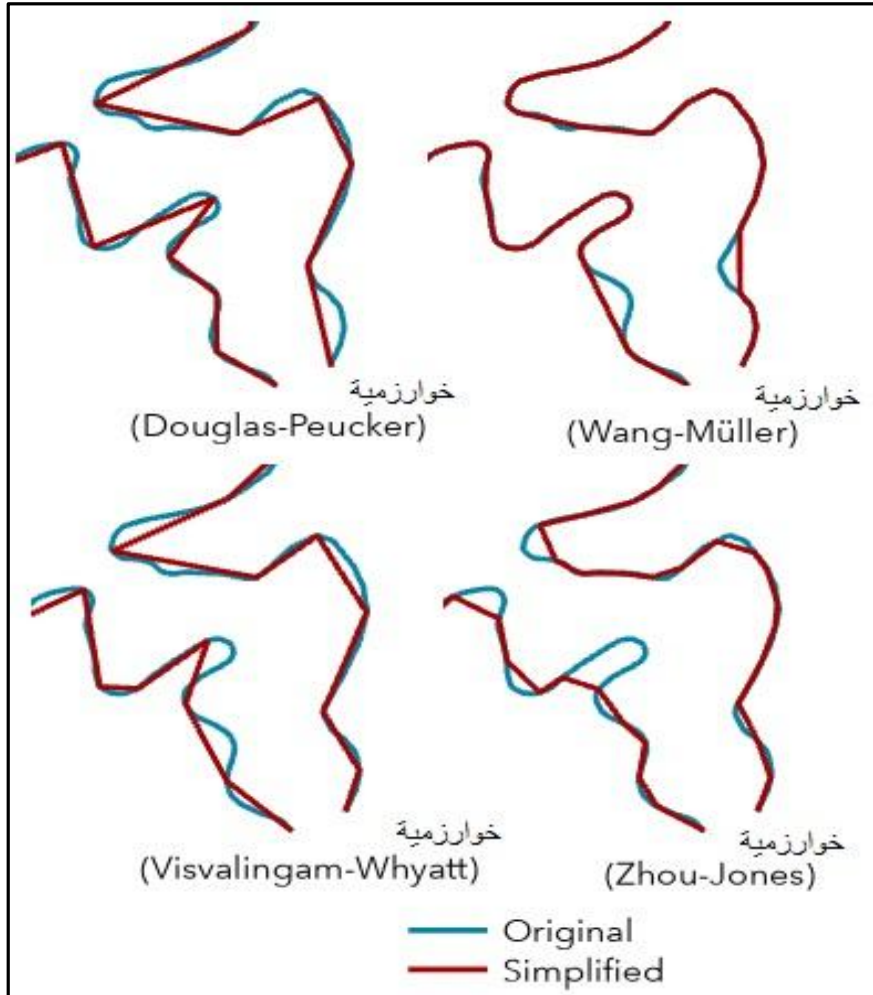 خوارزمية
(Douglas-Peucker)
خوارزمية
(Wang-Müller)
خوارزمية
(Visvalingam-Whyatt)
خوارزمية
(Zhou-Jones)
Original
Simplified